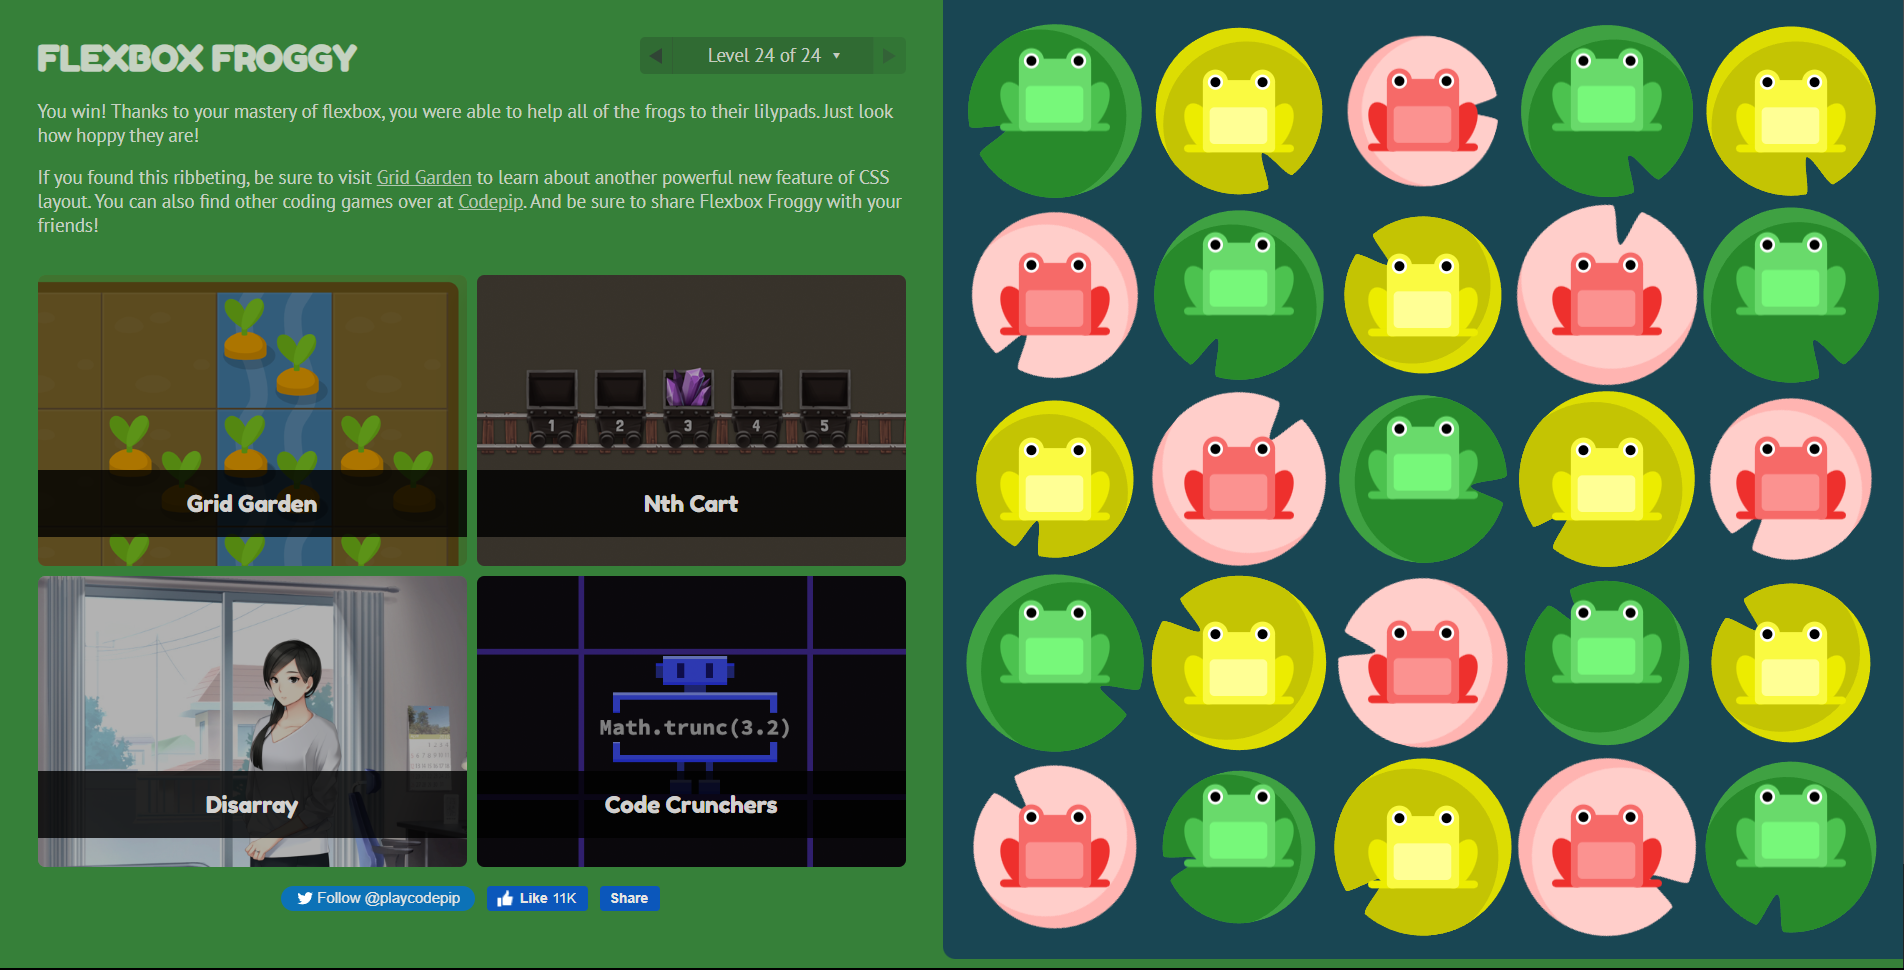 FLEXBOX FROGGY
Level 24 of 24
You win! Thanks to your mastery of flexbox, you were able to help all of the frogs to their lilypads. Just look
how hoppy they are!
If you found this ribbeting, be sure to visit Grid Garden to learn about another powerful new feature of CSS
layout. You can also find other coding games over at Codepip. And be sure to share Flexbox Froggy with your
friends!
1 2 3 4 5
Grid Garden
Nth Cart
Math.trunc(3.2)
Disarray
Code Crunchers
Follow @playcodepip
Like 11K
Share